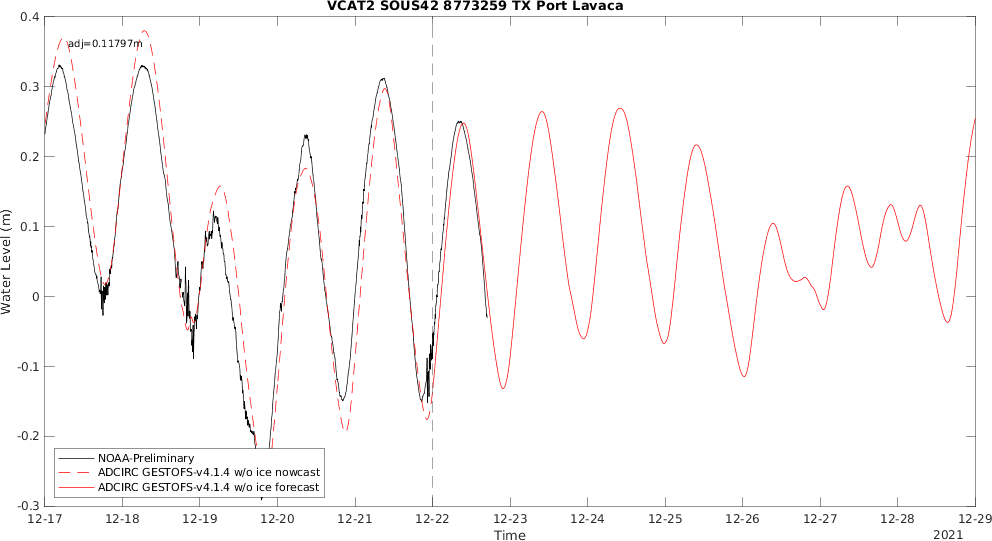 VCAT2 SOUS42 8773259 TX Port Lavaca
0.4
adj=0.11797m
0.3
0.2
0.1
0
-0.1
-0.2
-0.3
Water Level (m)
NOAA-Preliminary
ADCIRC GESTOFS-v4.1.4 w/o ice nowcast
ADCIRC GESTOFS-v4.1.4 w/o ice forecast
12-17 12-18 12-19 12-20 12-21 12-22 12-23 12-24 12-25 12-26 12-27 12-28 12-29
Time
2021